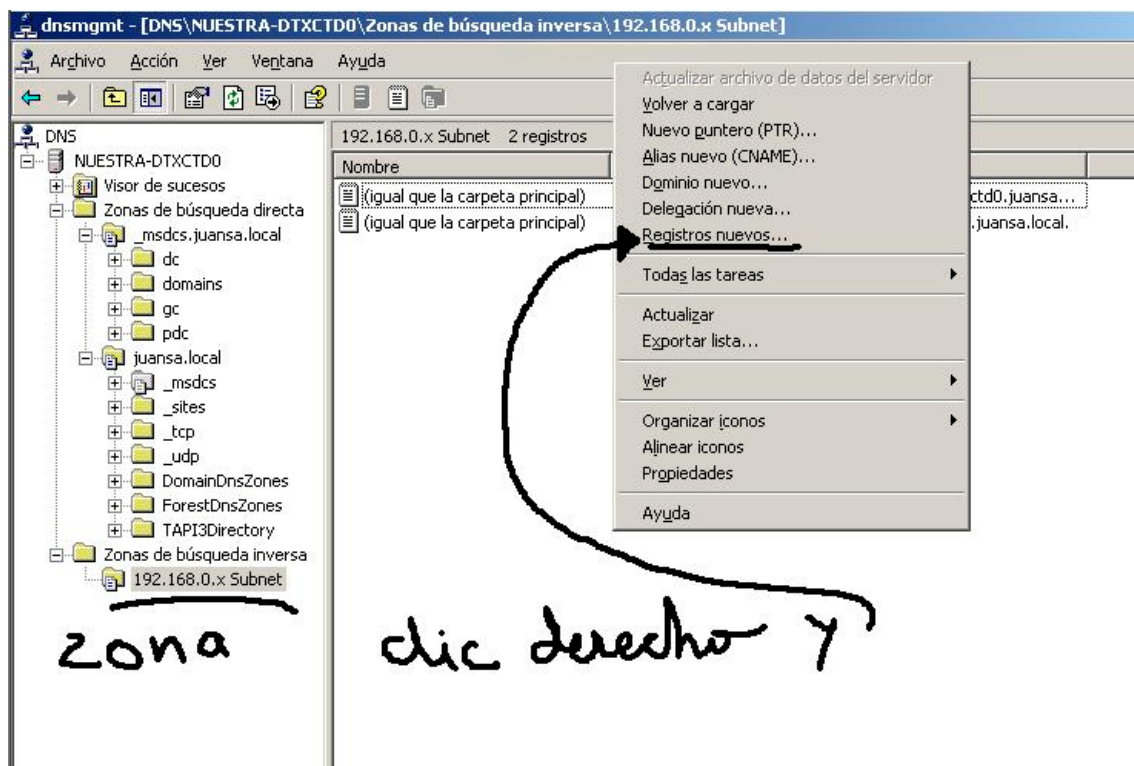 dnsmgmt - [DNS\NUESTRA-DTXCTD0\Zonas de búsqueda inversa\192.168.0.x Subnet]
Archivo Acción Ver Ventana Ayuda
DNS
NUESTRA-DTXCTD0
Visor de sucesos
Zonas de búsqueda directa
_msdcs.juansa.local
dc
domains
gc
pdc
juansa.local
_msdcs
_sites
_tcp
_udp
DomainDnsZones
ForestDnsZones
TAPI3Directory
Zonas de búsqueda inversa
192.168.0.x Subnet
zona
192.168.0.x Subnet 2 registros
Nombre
(igual que la carpeta principal) ctd0.juansa...
(igual que la carpeta principal) .juansa.local.
Actualizar archivo de datos del servidor
Volver a cargar
Nuevo puntero (PTR)...
Alias nuevo (CNAME)...
Dominio nuevo...
Delegación nueva...
Registros nuevos...
Todas las tareas
Actualizar
Exportar lista...
Ver
Organizar iconos
Alinear iconos
Propiedades
Ayuda
clic derecho y